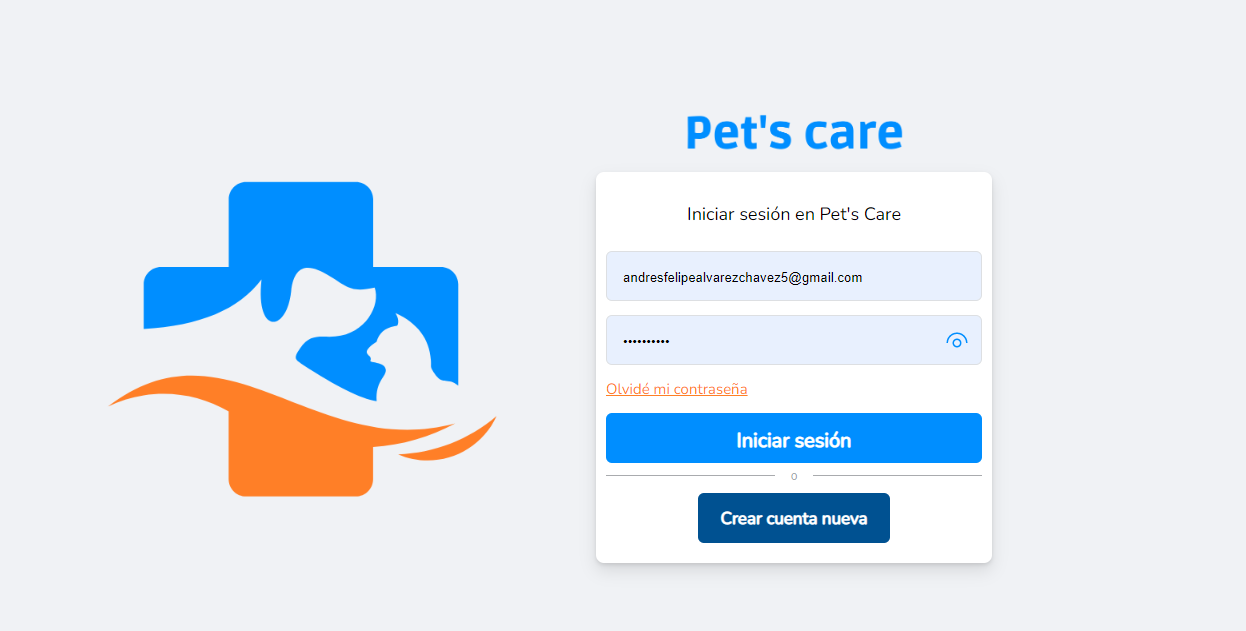 Pet's care
Iniciar sesión en Pet's Care
andresfelipealvarezchavez5@gmail.com
••••••••••
Olvidé mi contraseña
Iniciar sesión
o
Crear cuenta nueva